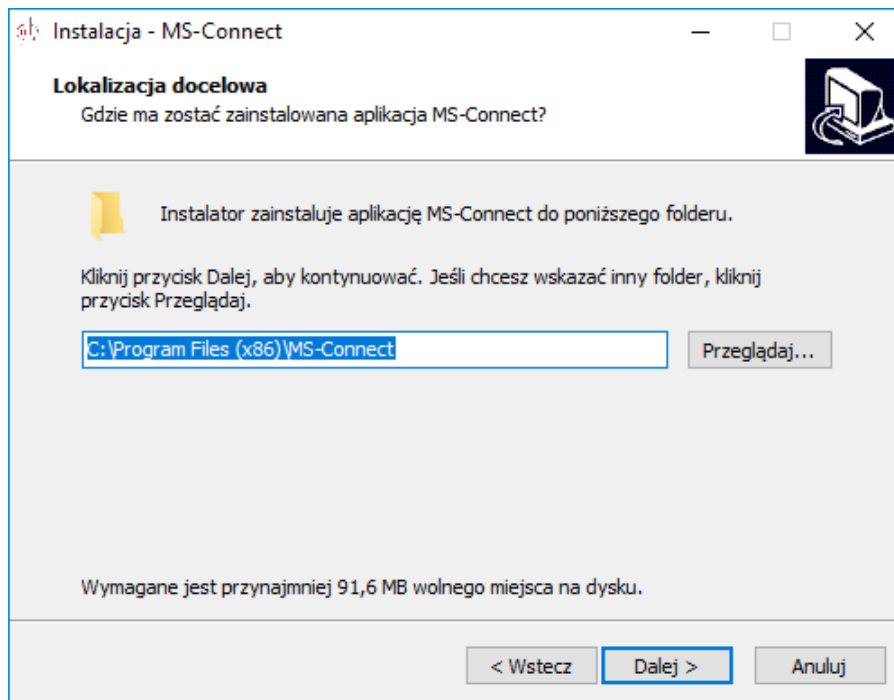 Instalacja - MS-Connect
Lokalizacja docelowa
Gdzie ma zostać zainstalowana aplikacja MS-Connect?
Instalator zainstaluje aplikację MS-Connect do poniższego folderu.
Kliknij przycisk Dalej, aby kontynuować. Jeśli chcesz wskazać inny folder, kliknij
przycisk Przeglądaj.
C:\Program Files (x86)\MS-Connect
Przeglądaj...
Wymagane jest przynajmniej 91,6 MB wolnego miejsca na dysku.
< Wstecz
Dalej >
Anuluj